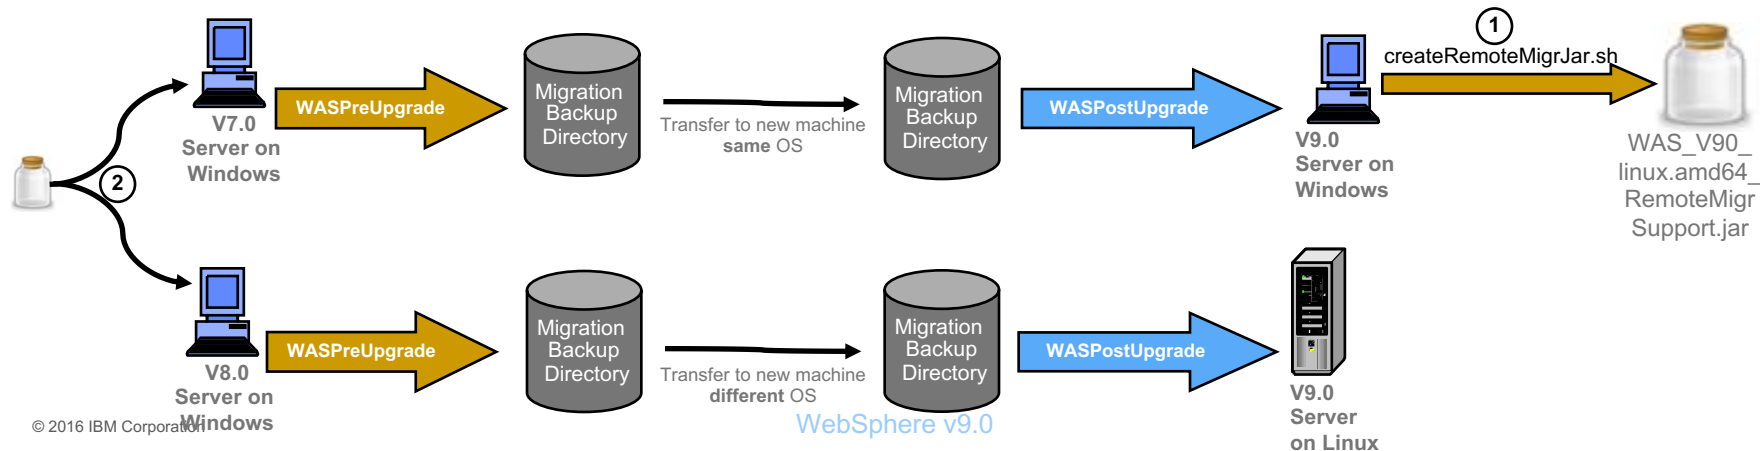 1
createRemoteMigrJar.sh
WASPreUpgrade
Migration
Backup
Directory
Transfer to new machine
same OS
Migration
Backup
Directory
WASPostUpgrade
V7.0
Server on
Windows
V9.0
Server on
Windows
WAS_V90_
linux.amd64_
RemoteMigr
Support.jar
2
WASPreUpgrade
Migration
Backup
Directory
Transfer to new machine
different OS
Migration
Backup
Directory
WASPostUpgrade
V8.0
Server on
Windows
V9.0
Server
on Linux
© 2016 IBM Corporation
WebSphere v9.0